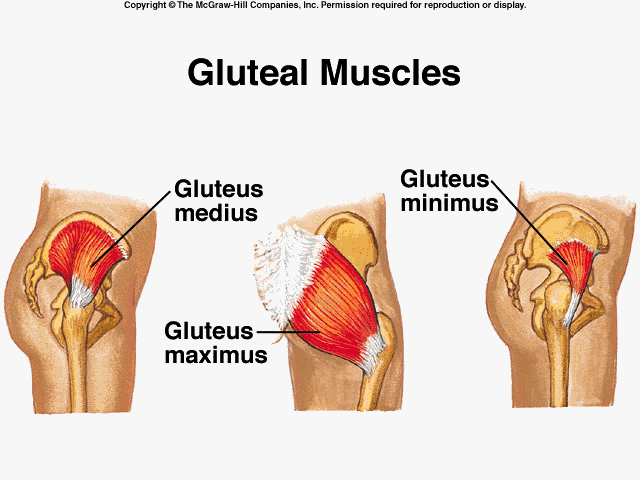 Copyright © The McGraw-Hill Companies, Inc. Permission required for reproduction or display.
Gluteal Muscles
Gluteus
medius
Gluteus
maximus
Gluteus
minimus